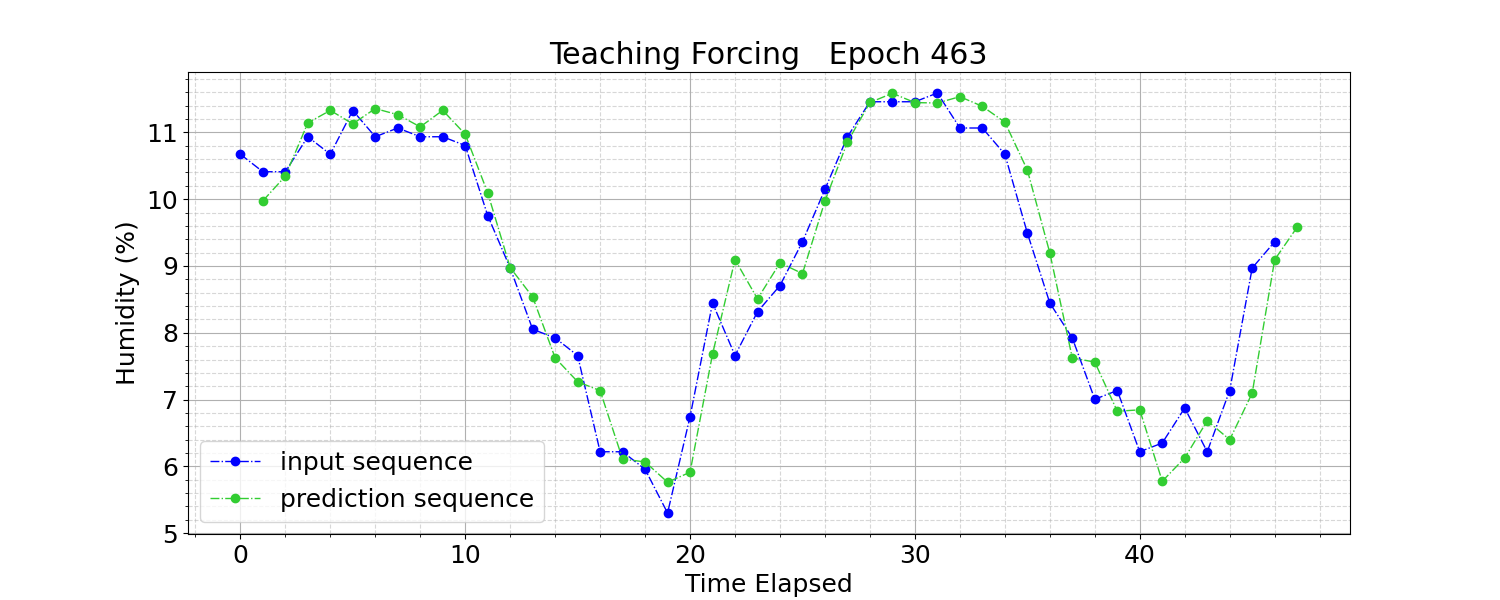 Teaching Forcing   Epoch 463
Humidity (%)
11
10
9
8
7
6
5
input sequence
prediction sequence
0 10 20 30 40
Time Elapsed